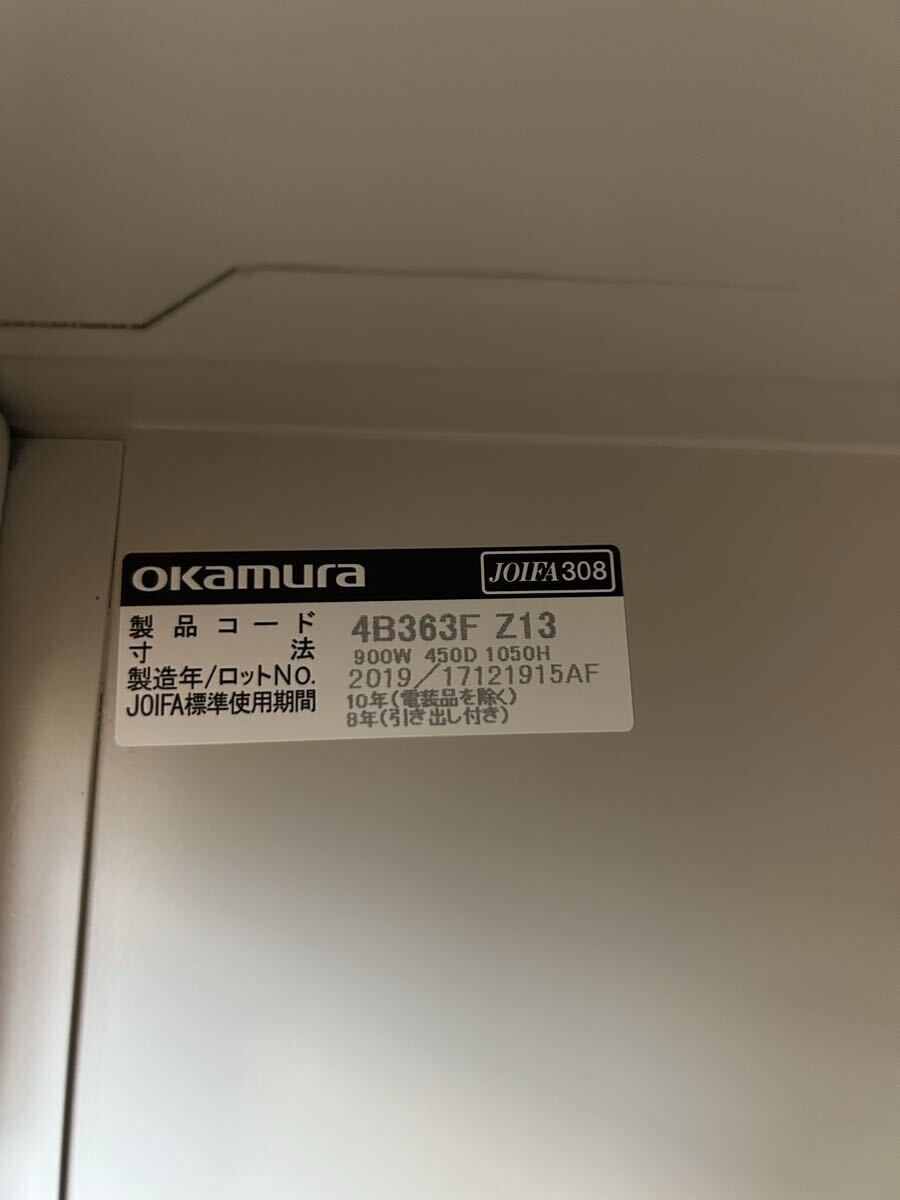 okamura JOIFA308
製品コード 4B363F Z13
寸法 900W 450D 1050H
製造年/ロットNo. 2019/17121915AF
JOIFA標準使用期間 10年(電装品を除く)
8年(引き出し付き)